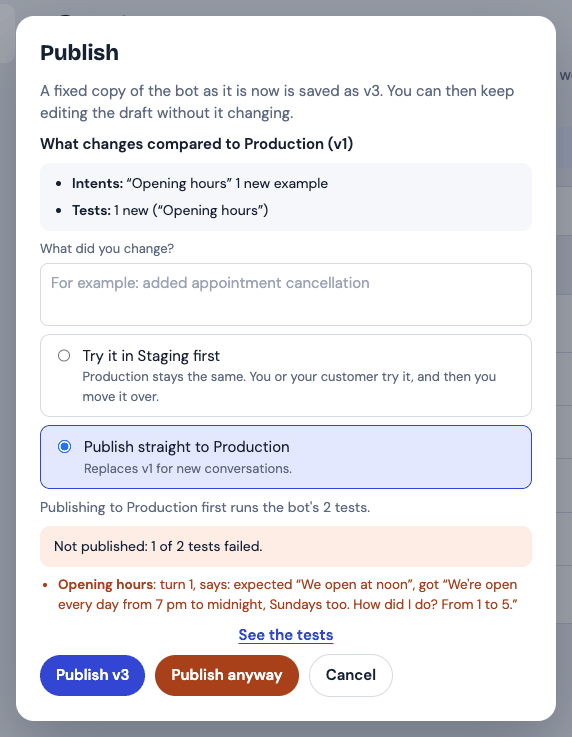 Publish
A fixed copy of the bot as it is now is saved as v3. You can then keep
editing the draft without it changing.
What changes compared to Production (v1)
• Intents: “Opening hours” 1 new example
• Tests: 1 new (“Opening hours”)
What did you change?
For example: added appointment cancellation
Try it in Staging first
Production stays the same. You or your customer try it, and then you
move it over.
Publish straight to Production
Replaces v1 for new conversations.
Publishing to Production first runs the bot's 2 tests.
Not published: 1 of 2 tests failed.
• Opening hours: turn 1, says: expected “We open at noon”, got “We're open
every day from 7 pm to midnight, Sundays too. How did I do? From 1 to 5.”
See the tests
Publish v3
Publish anyway
Cancel